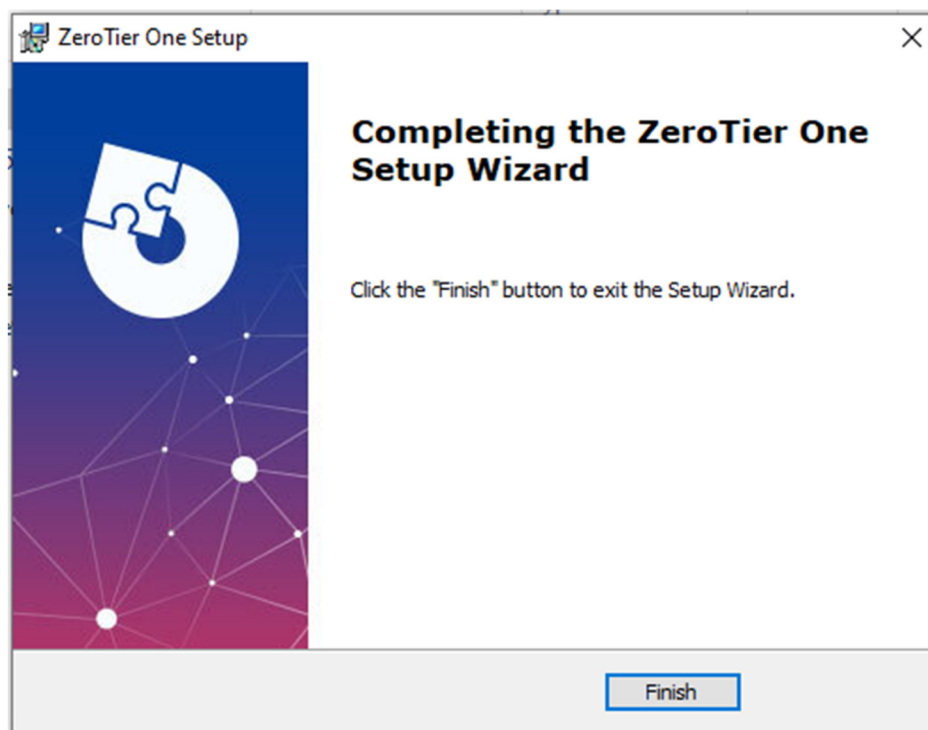 ZeroTier One Setup
Completing the ZeroTier One
Setup Wizard
Click the "Finish" button to exit the Setup Wizard.
Finish